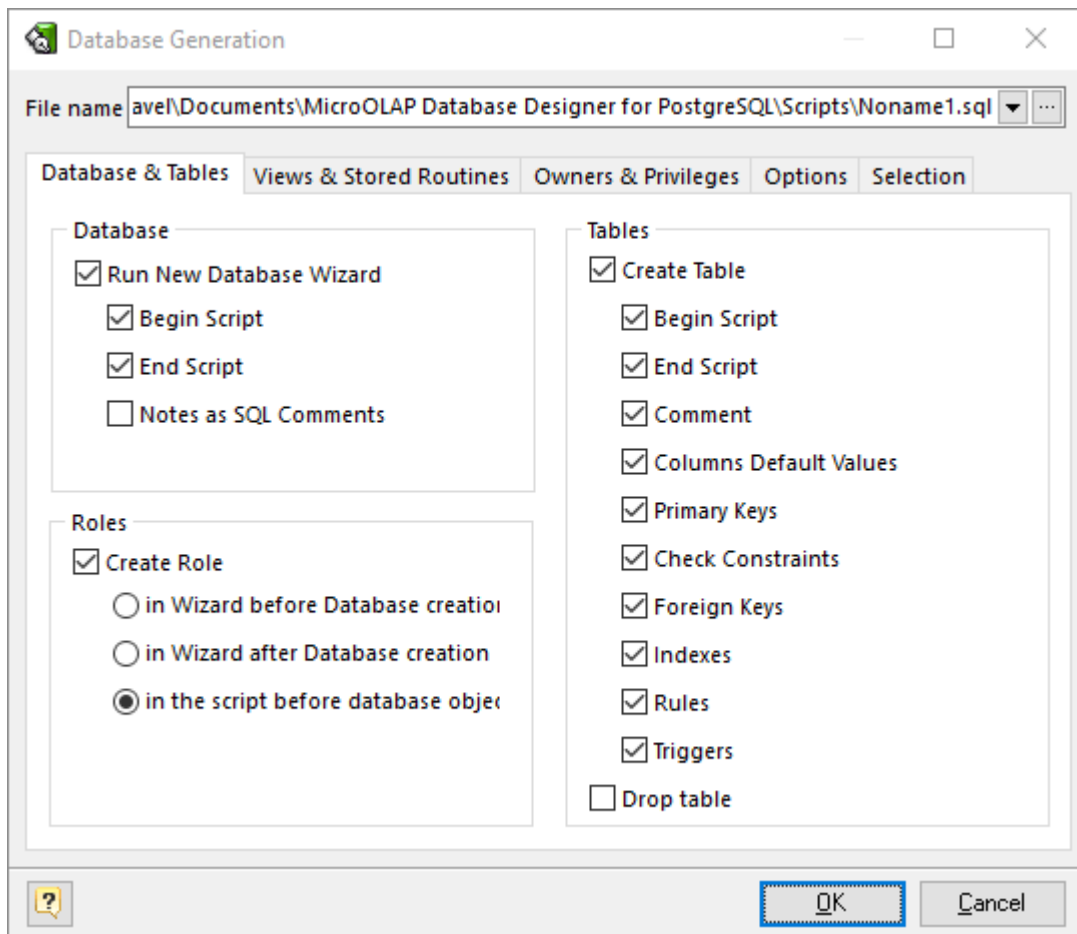 Database Generation
File name avel\Documents\MicroOLAP Database Designer for PostgreSQL\Scripts\Noname1.sql ...
Database & Tables Views & Stored Routines Owners & Privileges Options Selection
Database
Run New Database Wizard
Begin Script
End Script
Notes as SQL Comments
Roles
Create Role
in Wizard before Database creation
in Wizard after Database creation
in the script before database objec
Tables
Create Table
Begin Script
End Script
Comment
Columns Default Values
Primary Keys
Check Constraints
Foreign Keys
Indexes
Rules
Triggers
Drop table
?
OK Cancel